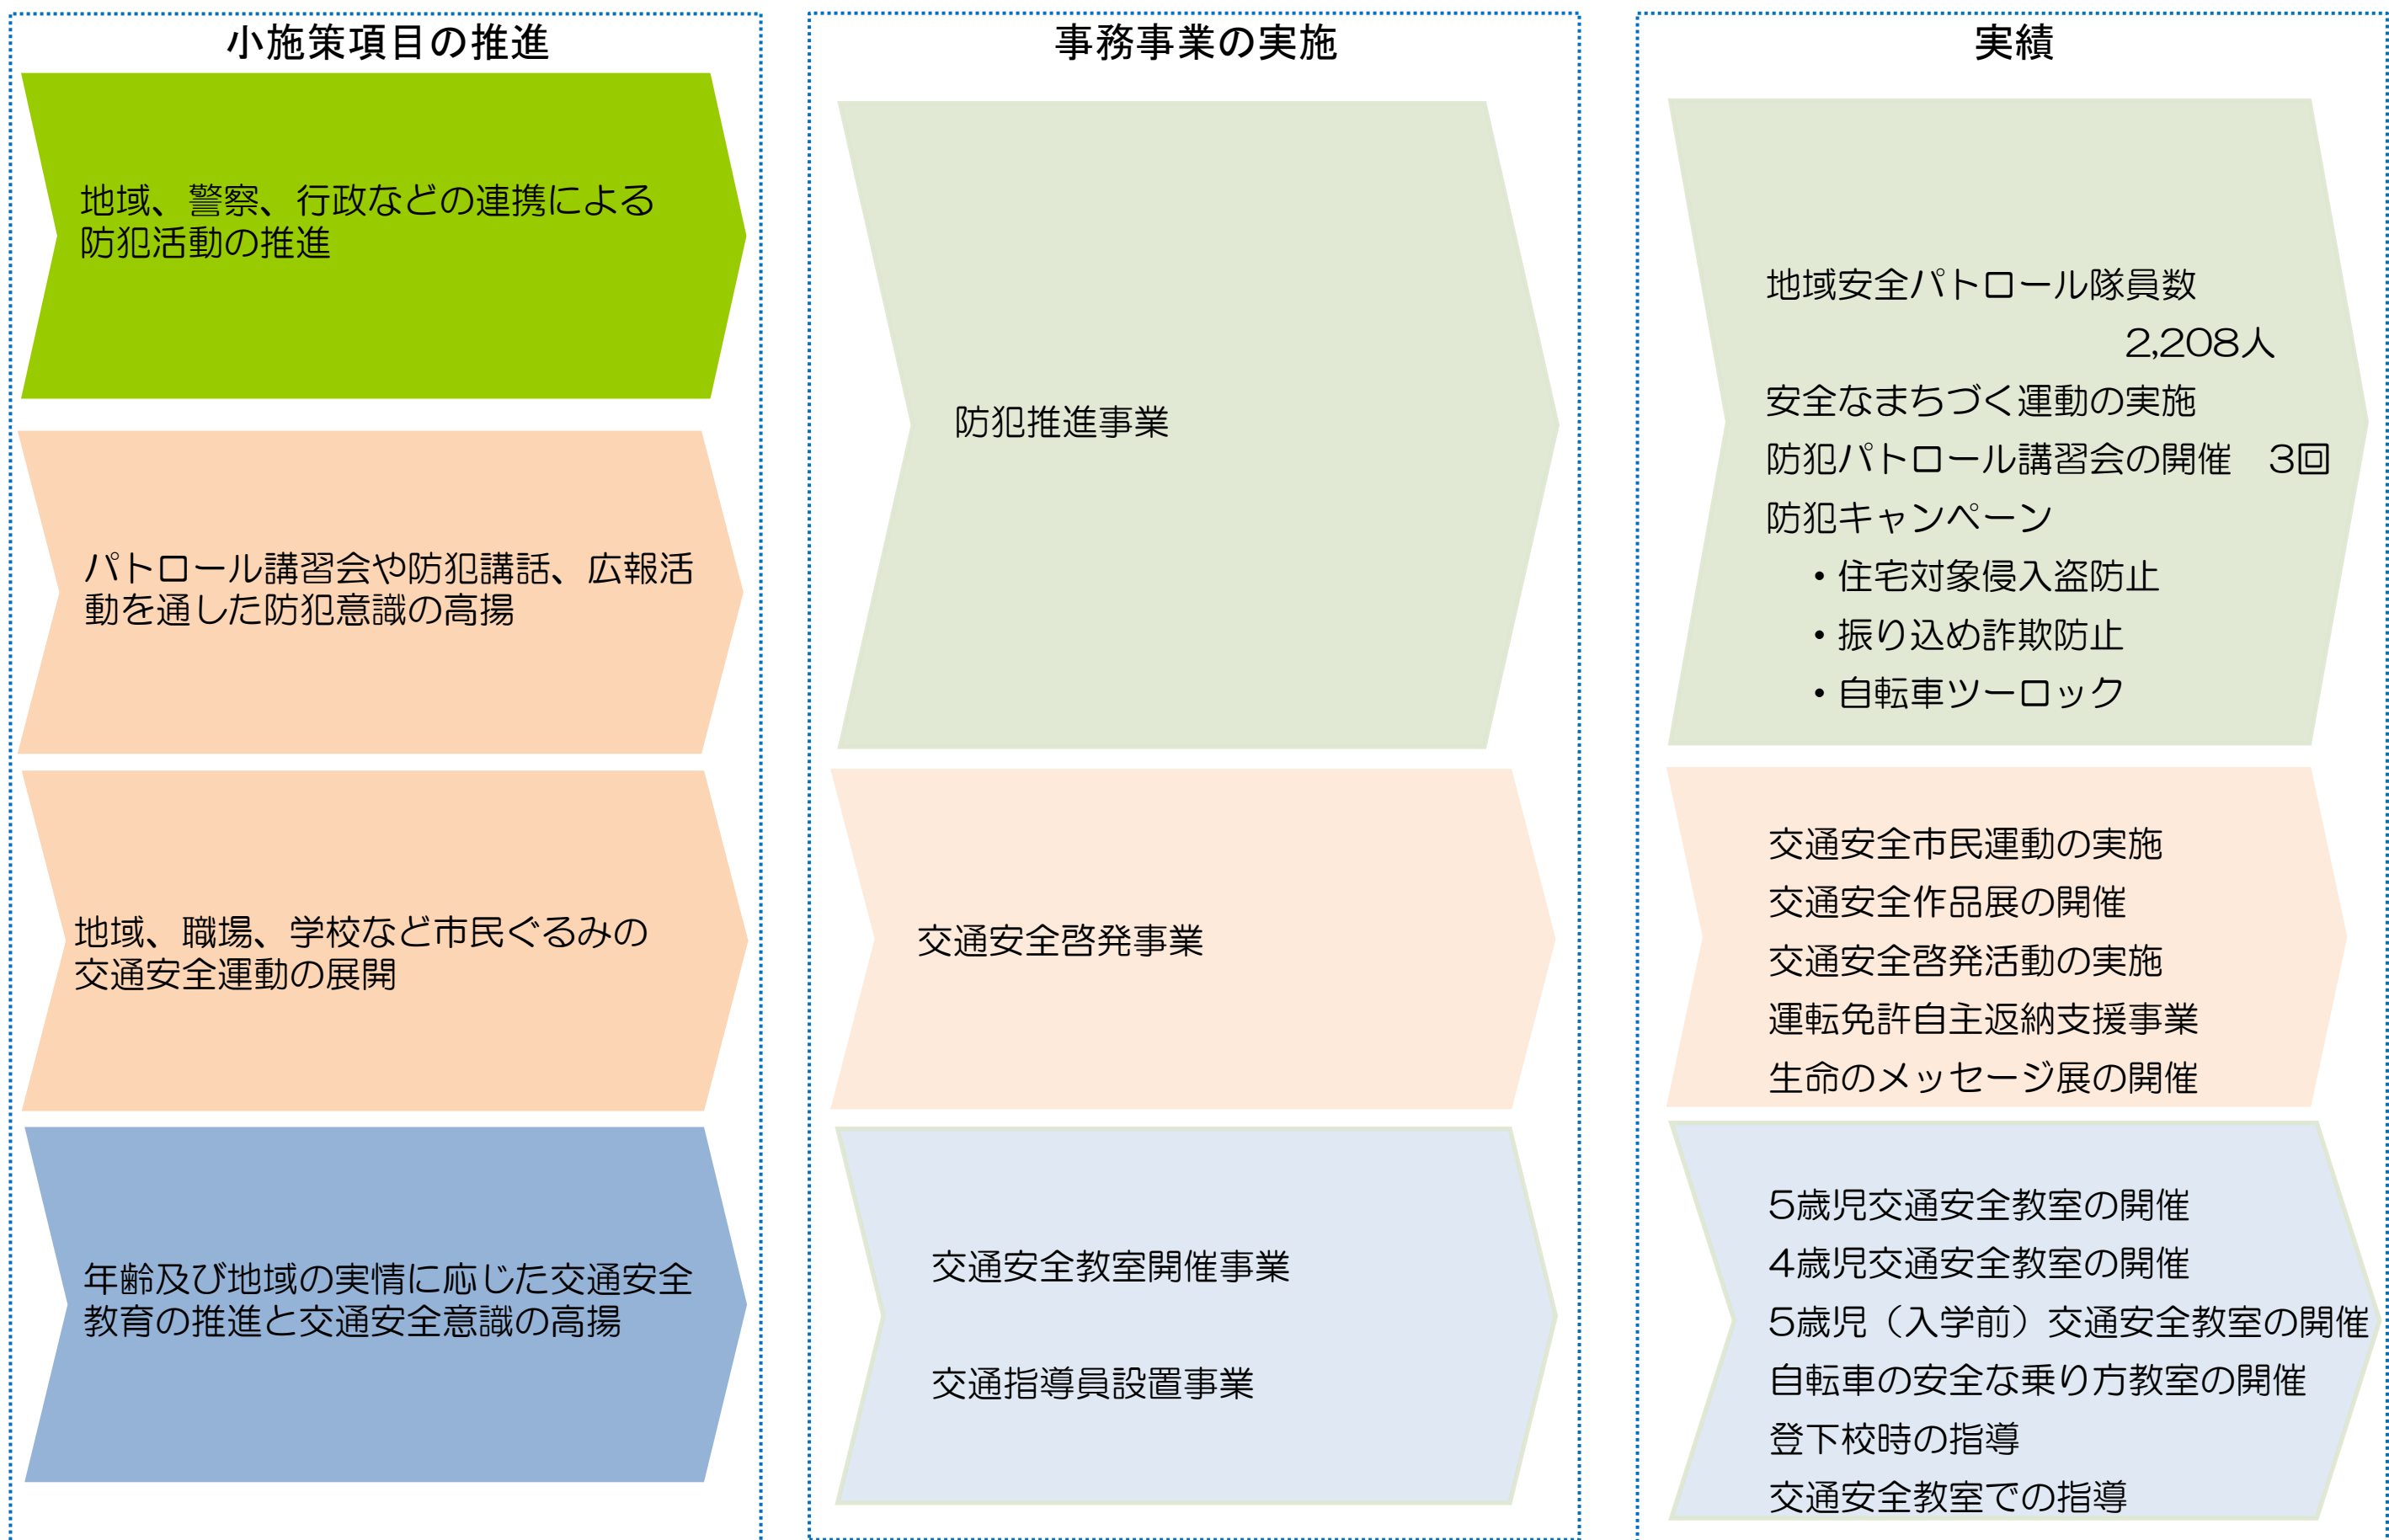 小施策項目の推進
地域、警察、行政などの連携による
防犯活動の推進
パトロール講習会や防犯講話、広報活
動を通した防犯意識の高揚
地域、職場、学校など市民ぐるみの
交通安全運動の展開
年齢及び地域の実情に応じた交通安全
教育の推進と交通安全意識の高揚
事務事業の実施
防犯推進事業
交通安全啓発事業
交通安全教室開催事業
交通指導員設置事業
実績
地域安全パトロール隊員数
2,208人
安全なまちづく運動の実施
防犯パトロール講習会の開催　3回
防犯キャンペーン
・住宅対象侵入盗防止
・振り込め詐欺防止
・自転車ツーロック
交通安全市民運動の実施
交通安全作品展の開催
交通安全啓発活動の実施
運転免許自主返納支援事業
生命のメッセージ展の開催
5歳児交通安全教室の開催
4歳児交通安全教室の開催
5歳児（入学前）交通安全教室の開催
自転車の安全な乗り方教室の開催
登下校時の指導
交通安全教室での指導